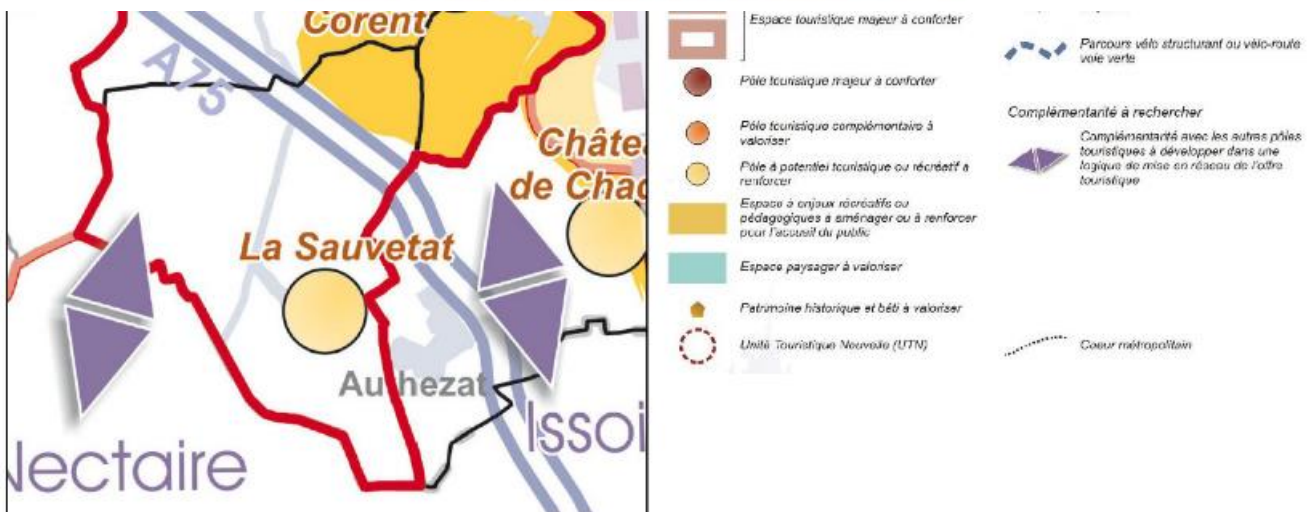 Corent
A75
Châte
de Chad
La Sauvetat
Authezat
Issoi
Nectaire
Espace touristique majeur à conforter
Pôle touristique majeur à conforter
Pôle touristique complémentaire à
valoriser
Pôle à potentiel touristique ou récréatif à
renforcer
Espace à enjeux récréatifs ou
pédagogiques à aménager ou à renforcer
pour l'accueil du public
Espace paysager à valoriser
Patrimoine historique et bâti à valoriser
Unité Touristique Nouvelle (UTN)
Parcours vélo structurant ou vélo-route
voie verte
Complémentarité à rechercher
Complémentarité avec les autres pôles
touristiques à développer dans une
logique de mise en réseau de l'offre
touristique
Coeur métropolitain